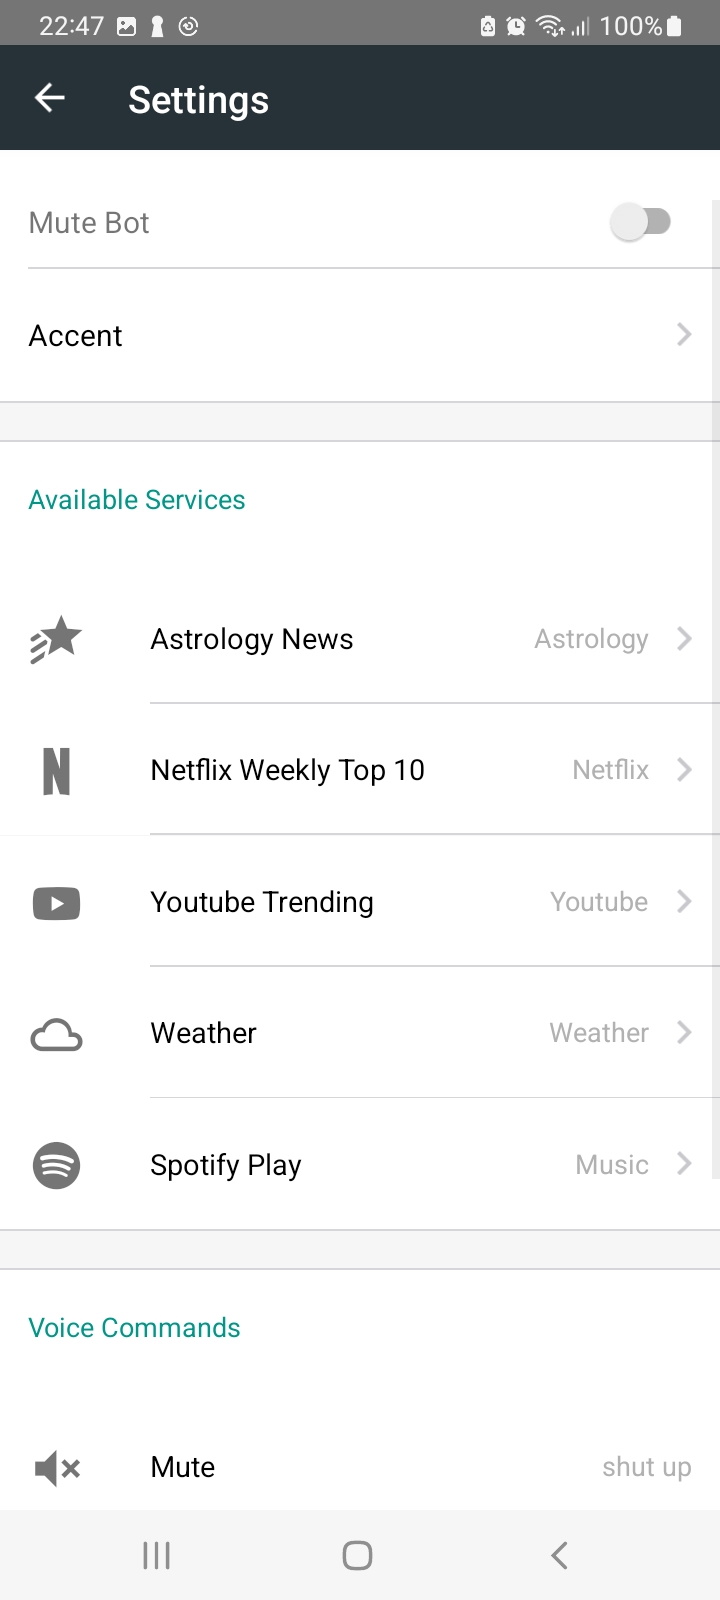 22:47 100%
Settings
Mute Bot
Accent
Available Services
Astrology News Astrology
Netflix Weekly Top 10 Netflix
Youtube Trending Youtube
Weather Weather
Spotify Play Music
Voice Commands
Mute shut up